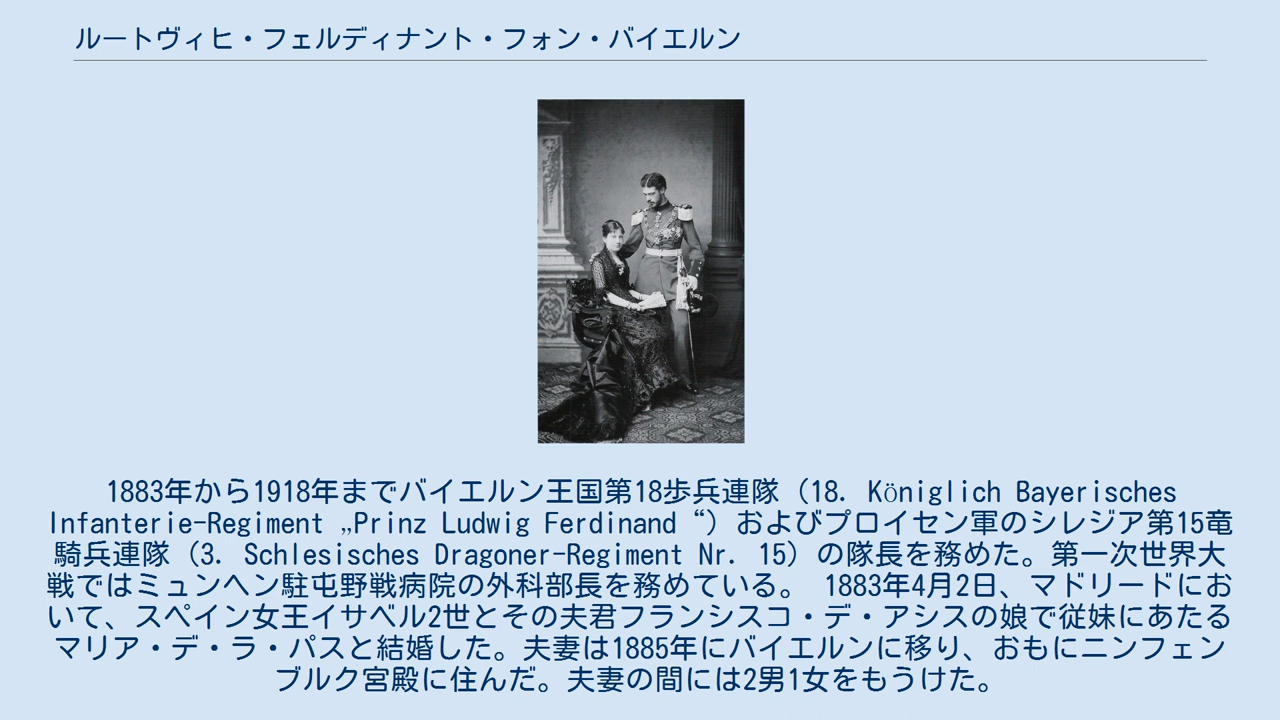 ルートヴィヒ・フェルディナント・フォン・バイエルン
1883年から1918年までバイエルン王国第18歩兵連隊（18. Königlich Bayerisches
Infanterie-Regiment „Prinz Ludwig Ferdinand “）およびプロイセン軍のシレジア第15竜
騎兵連隊（3. Schlesisches Dragoner-Regiment Nr. 15）の隊長を務めた。第一次世界大
戦ではミュンヘン駐屯野戦病院の外科部長を務めている。 1883年4月2日、マドリードにお
いて、スペイン女王イサベル2世とその夫君フランシスコ・デ・アシスの娘で従妹にあたる
マリア・デ・ラ・パスと結婚した。夫妻は1885年にバイエルンに移り、おもにニンフェン
ブルク宮殿に住んだ。夫妻の間には2男1女をもうけた。